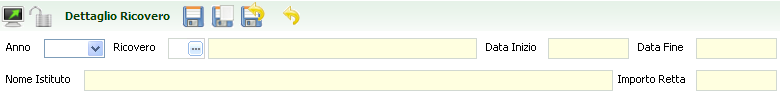 Dettaglio Ricovero
Anno Ricovero Data Inizio Data Fine
Nome Istituto Importo Retta